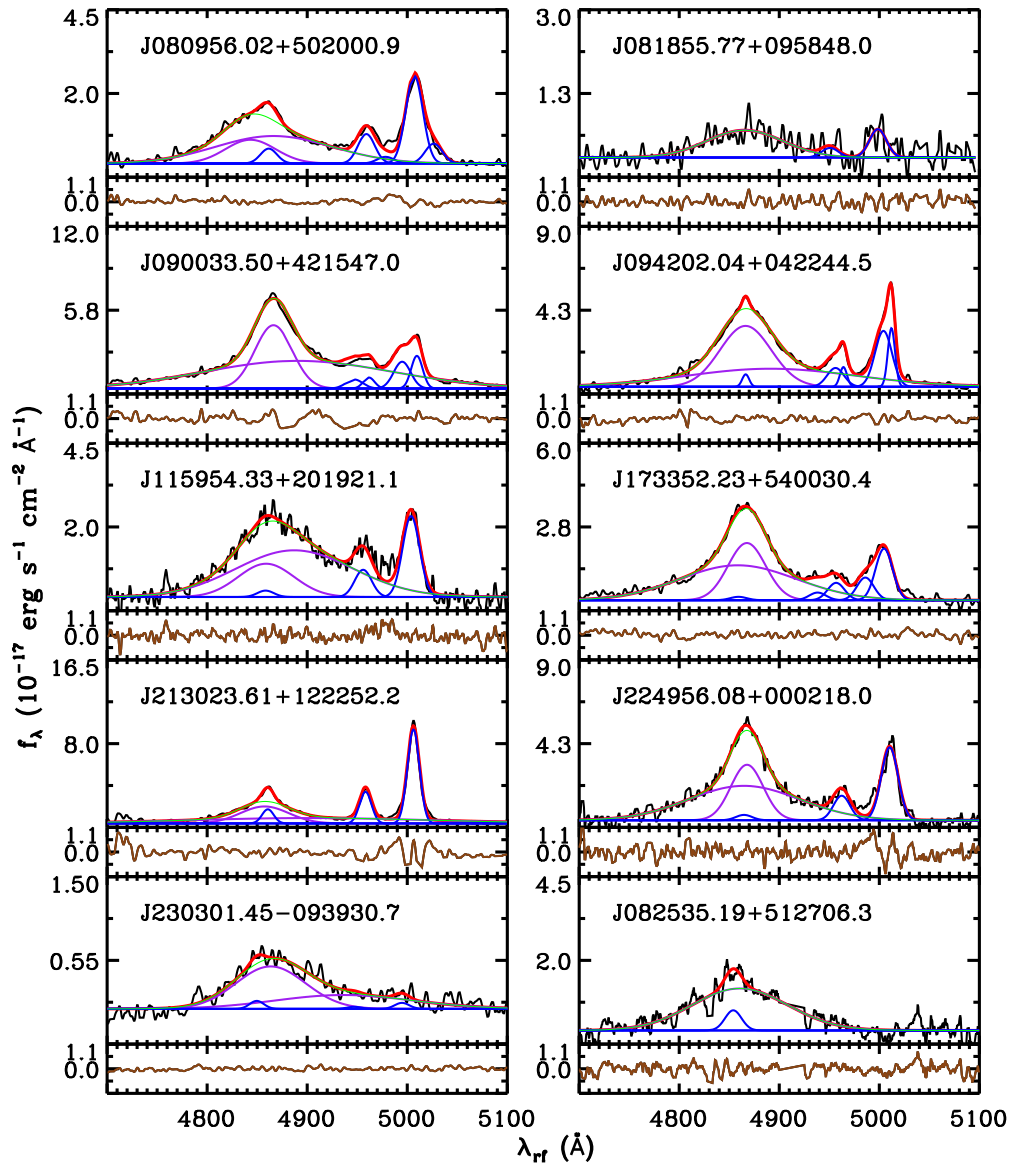 4.5
J080956.02+502000.9
2.0
1.1
0.0
3.0
J081855.77+095848.0
1.3
1.1
0.0
12.0
J090033.50+421547.0
5.8
1.1
0.0
9.0
J094202.04+042244.5
4.3
1.1
0.0
4.5
J115954.33+201921.1
2.0
1.1
0.0
6.0
J173352.23+540030.4
2.8
1.1
0.0
16.5
J213023.61+122252.2
8.0
1.1
0.0
9.0
J224956.08+000218.0
4.3
1.1
0.0
1.50
J230301.45−093930.7
0.55
1.1
0.0
4.5
J082535.19+512706.3
2.0
1.1
0.0
4800 4900 5000 5100
4800 4900 5000 5100
fλ (10⁻¹⁷ erg s⁻¹ cm⁻² Å⁻¹)
λrf (Å)